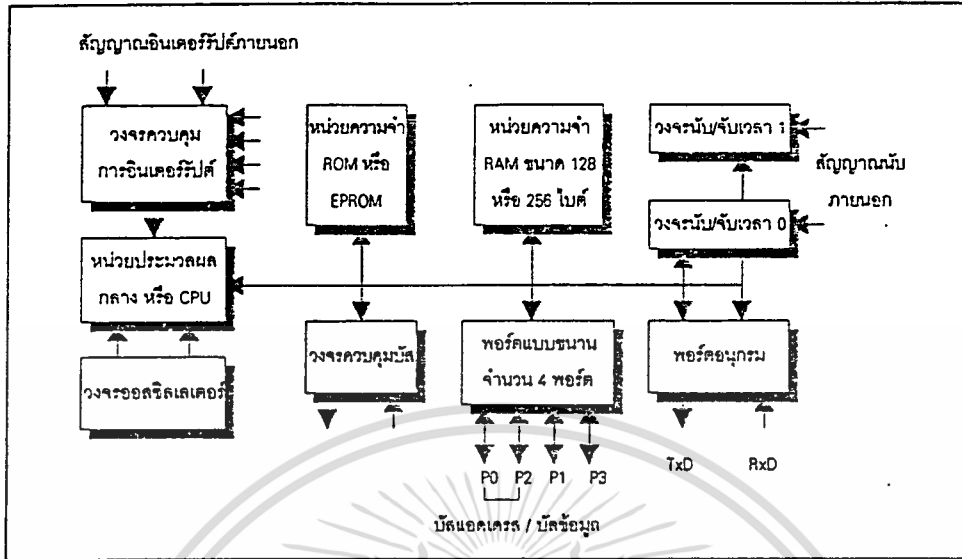 สัญญาณอินเตอร์รัปต์ภายนอก
วงจรควบคุม
การอินเตอร์รัปต์
หน่วยความจำ
ROM หรือ
EPROM
หน่วยความจำ
RAM ขนาด 128
หรือ 256 ไบต์
วงจรนับ/จับเวลา 1
สัญญาณนับ
ภายนอก
วงจรนับ/จับเวลา 0
หน่วยประมวลผล
กลาง หรือ CPU
วงจรออสซิลเลเตอร์
วงจรควบคุมบัส
พอร์ตแบบขนาน
จำนวน 4 พอร์ต
พอร์ตอนุกรม
TxD RxD
P0 P2 P1 P3
บัสแอดเดรส / บัสข้อมูล